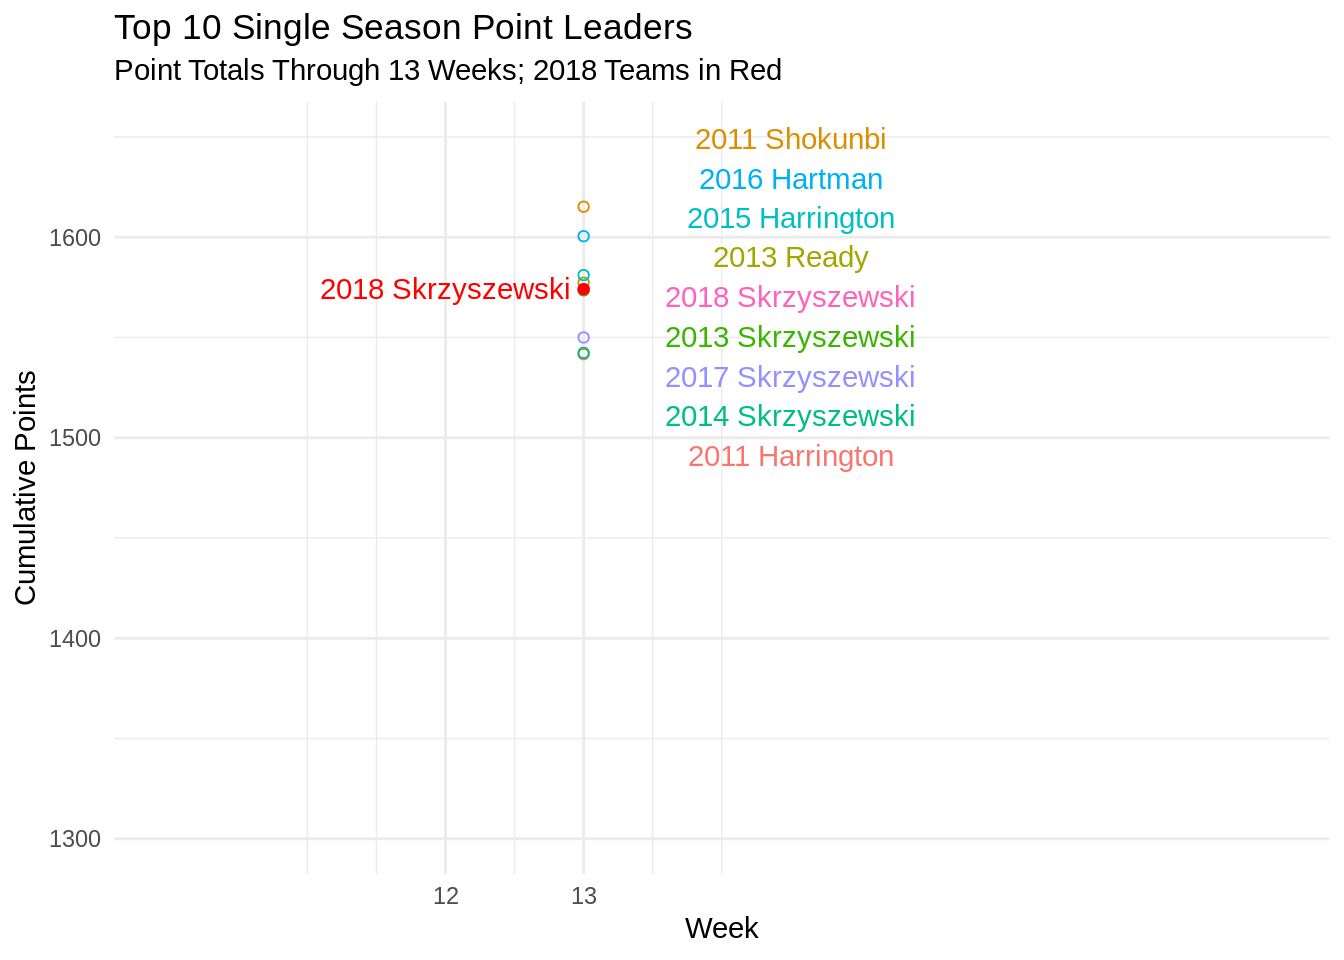 Top 10 Single Season Point Leaders
Point Totals Through 13 Weeks; 2018 Teams in Red
2011 Shokunbi
2016 Hartman
2015 Harrington
2013 Ready
2018 Skrzyszewski
2018 Skrzyszewski
2013 Skrzyszewski
2017 Skrzyszewski
2014 Skrzyszewski
2011 Harrington
Cumulative Points
1600
1500
1400
1300
12
13
Week